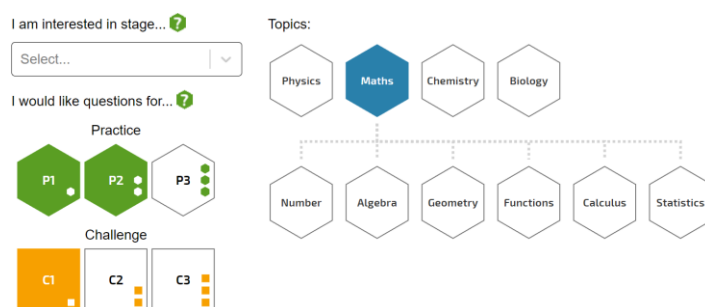 I am interested in stage... ?
Select...
I would like questions for... ?
Practice
P1
P2
P3
Challenge
C1
C2
C3
Topics:
Physics
Maths
Chemistry
Biology
Number
Algebra
Geometry
Functions
Calculus
Statistics